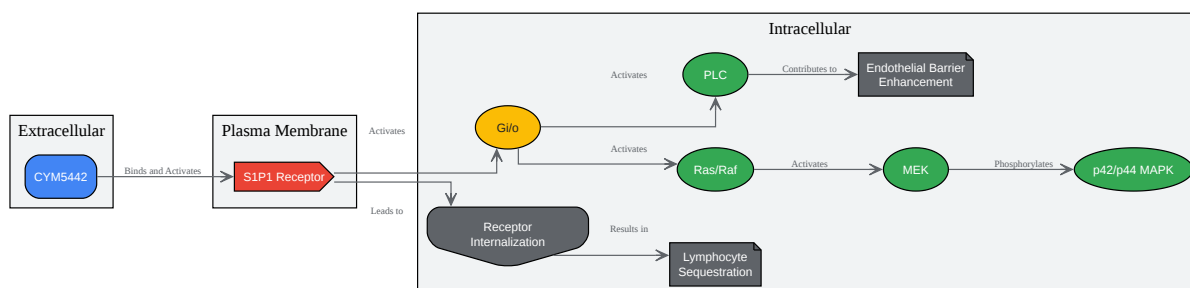 Extracellular
CYM5442
Binds and Activates
Plasma Membrane
S1P1 Receptor
Activates
Leads to
Intracellular
Gi/o
Activates
PLC
Contributes to
Endothelial Barrier
Enhancement
Activates
Ras/Raf
Activates
MEK
Phosphorylates
p42/p44 MAPK
Receptor
Internalization
Results in
Lymphocyte
Sequestration